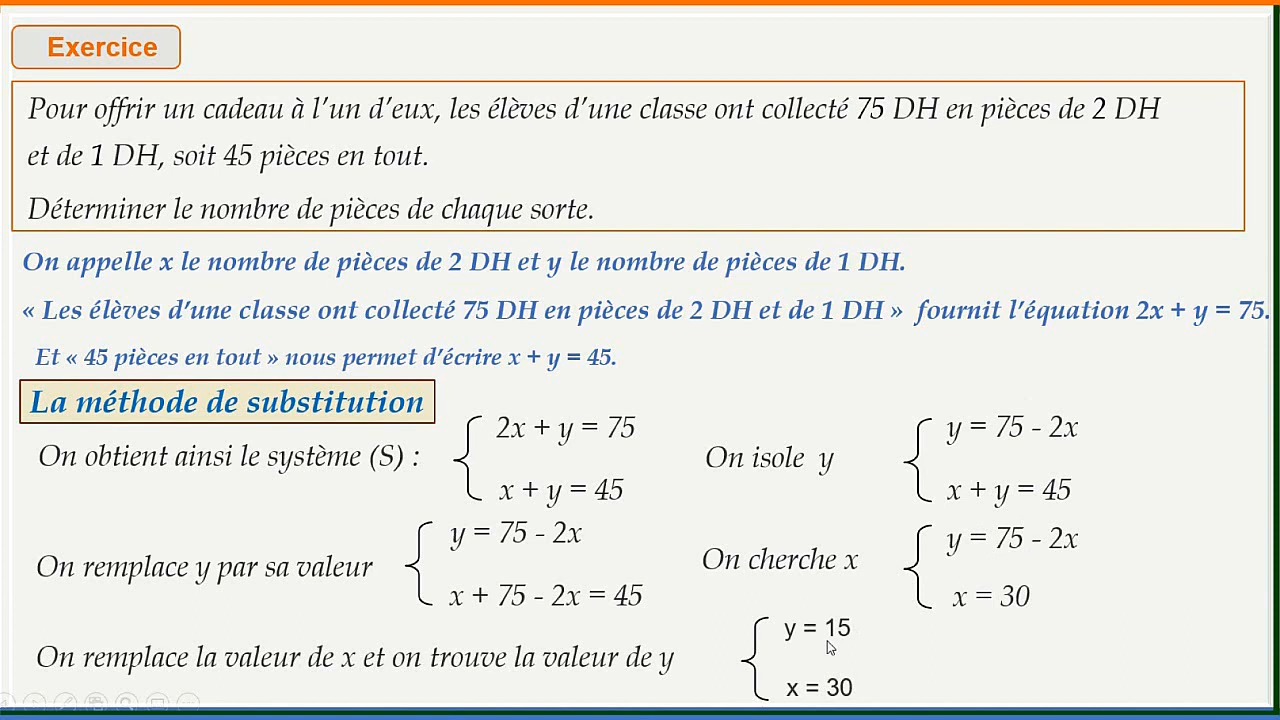 Exercice
Pour offrir un cadeau à l’un d’eux, les élèves d’une classe ont collecté 75 DH en pièces de 2 DH
et de 1 DH, soit 45 pièces en tout.
Déterminer le nombre de pièces de chaque sorte.
On appelle x le nombre de pièces de 2 DH et y le nombre de pièces de 1 DH.
« Les élèves d’une classe ont collecté 75 DH en pièces de 2 DH et de 1 DH » fournit l’équation 2x + y = 75.
Et « 45 pièces en tout » nous permet d’écrire x + y = 45.
La méthode de substitution
On obtient ainsi le système (S) :
2x + y = 75
x + y = 45
On isole y
y = 75 - 2x
x + y = 45
On remplace y par sa valeur
y = 75 - 2x
x + 75 - 2x = 45
On cherche x
y = 75 - 2x
x = 30
On remplace la valeur de x et on trouve la valeur de y
y = 15
x = 30